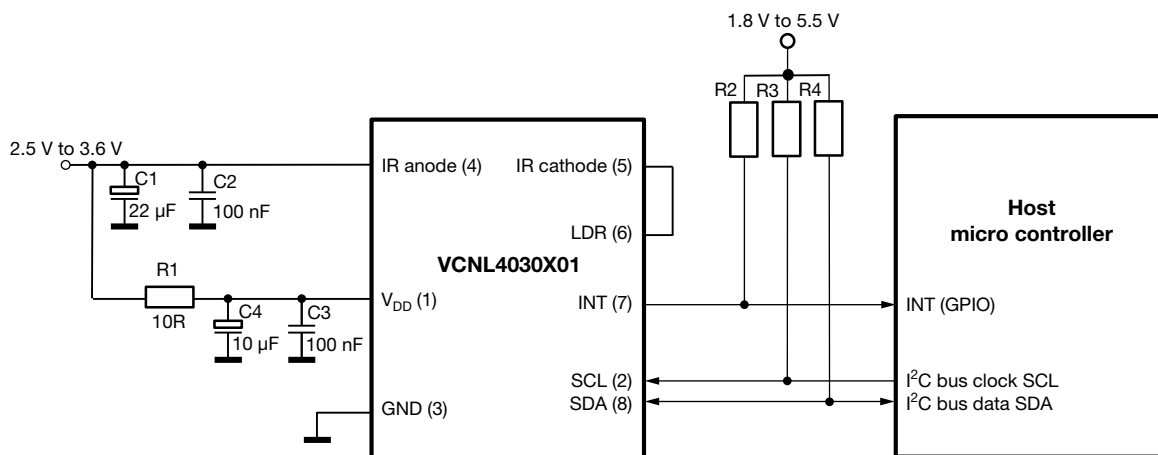 1.8 V to 5.5 V
R2
R3
R4
2.5 V to 3.6 V
C1
22 µF
C2
100 nF
IR anode (4)
IR cathode (5)
LDR (6)
VCNL4030X01
Host
micro controller
R1
10R
C4
10 µF
C3
100 nF
VDD (1)
INT (7)
INT (GPIO)
SCL (2)
I²C bus clock SCL
GND (3)
SDA (8)
I²C bus data SDA